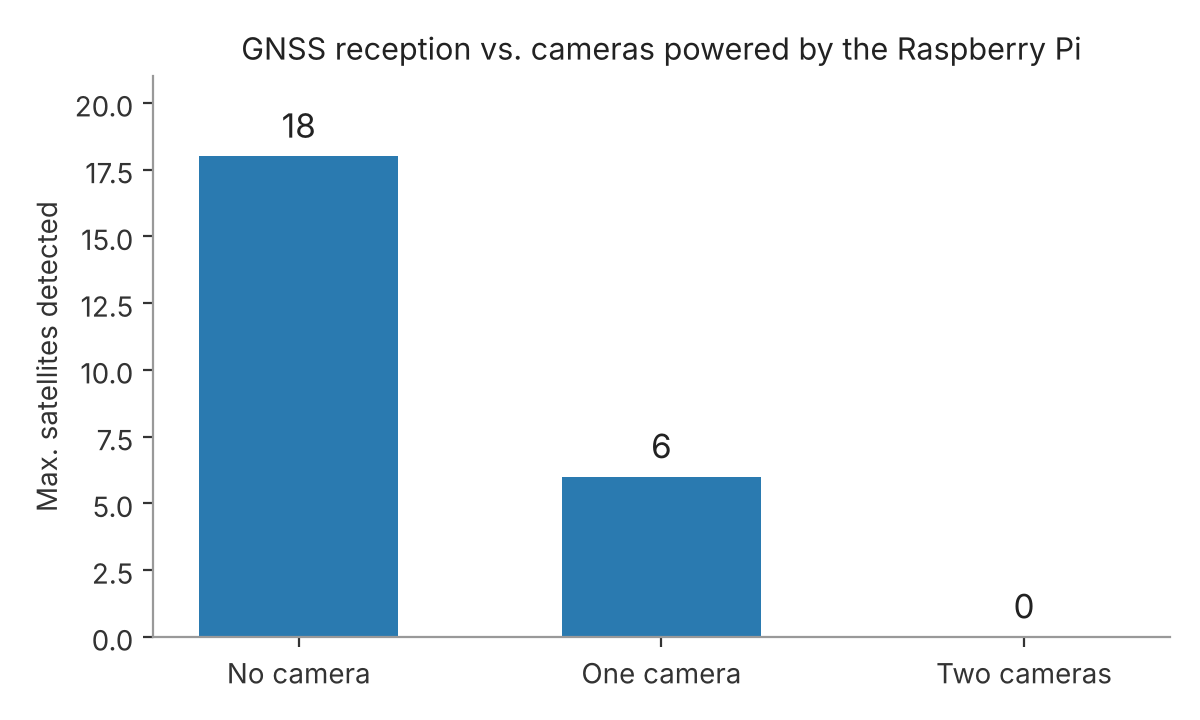 GNSS reception vs. cameras powered by the Raspberry Pi
Max. satellites detected
20.0
17.5
15.0
12.5
10.0
7.5
5.0
2.5
0.0
18
6
0
No camera
One camera
Two cameras